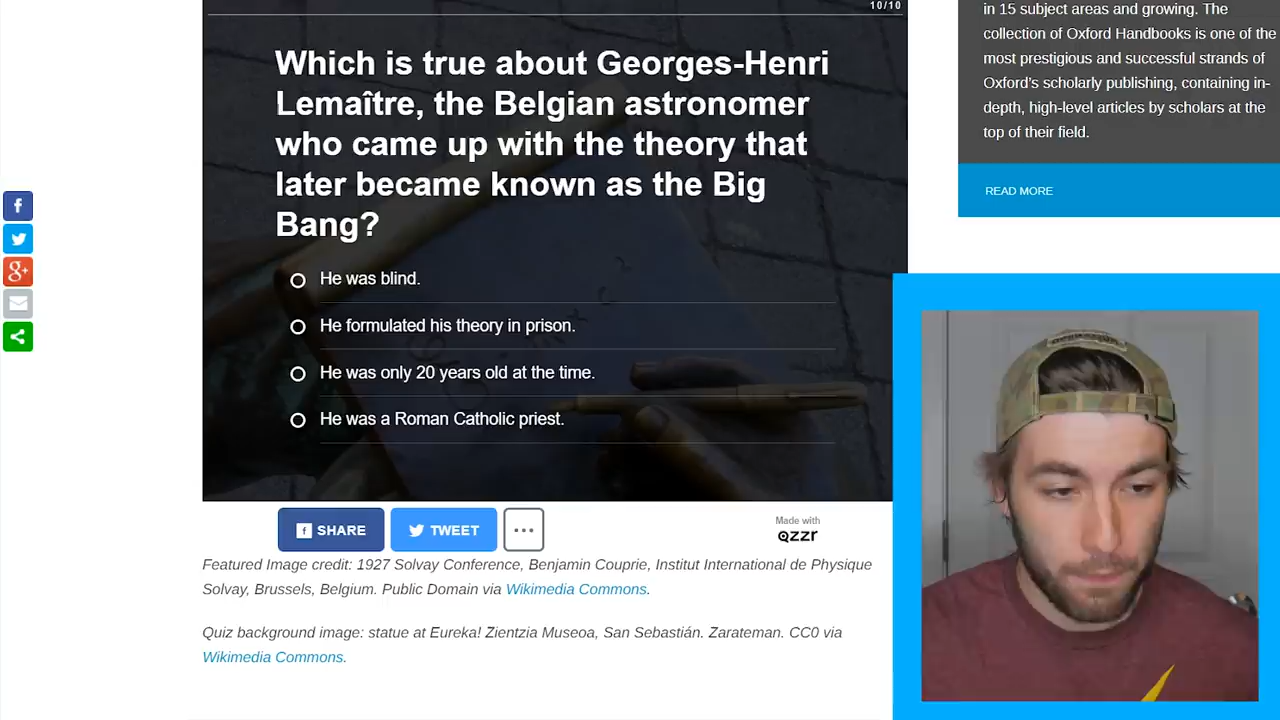 10/10
Which is true about Georges-Henri
Lemaître, the Belgian astronomer
who came up with the theory that
later became known as the Big
Bang?
He was blind.
He formulated his theory in prison.
He was only 20 years old at the time.
He was a Roman Catholic priest.
f SHARE
TWEET
...
Made with
qzzr
Featured Image credit: 1927 Solvay Conference, Benjamin Couprie, Institut International de Physique
Solvay, Brussels, Belgium. Public Domain via Wikimedia Commons.
Quiz background image: statue at Eureka! Zientzia Museoa, San Sebastián. Zarateman. CC0 via
Wikimedia Commons.
in 15 subject areas and growing. The
collection of Oxford Handbooks is one of the
most prestigious and successful strands of
Oxford's scholarly publishing, containing in-
depth, high-level articles by scholars at the
top of their field.
READ MORE
f
g+